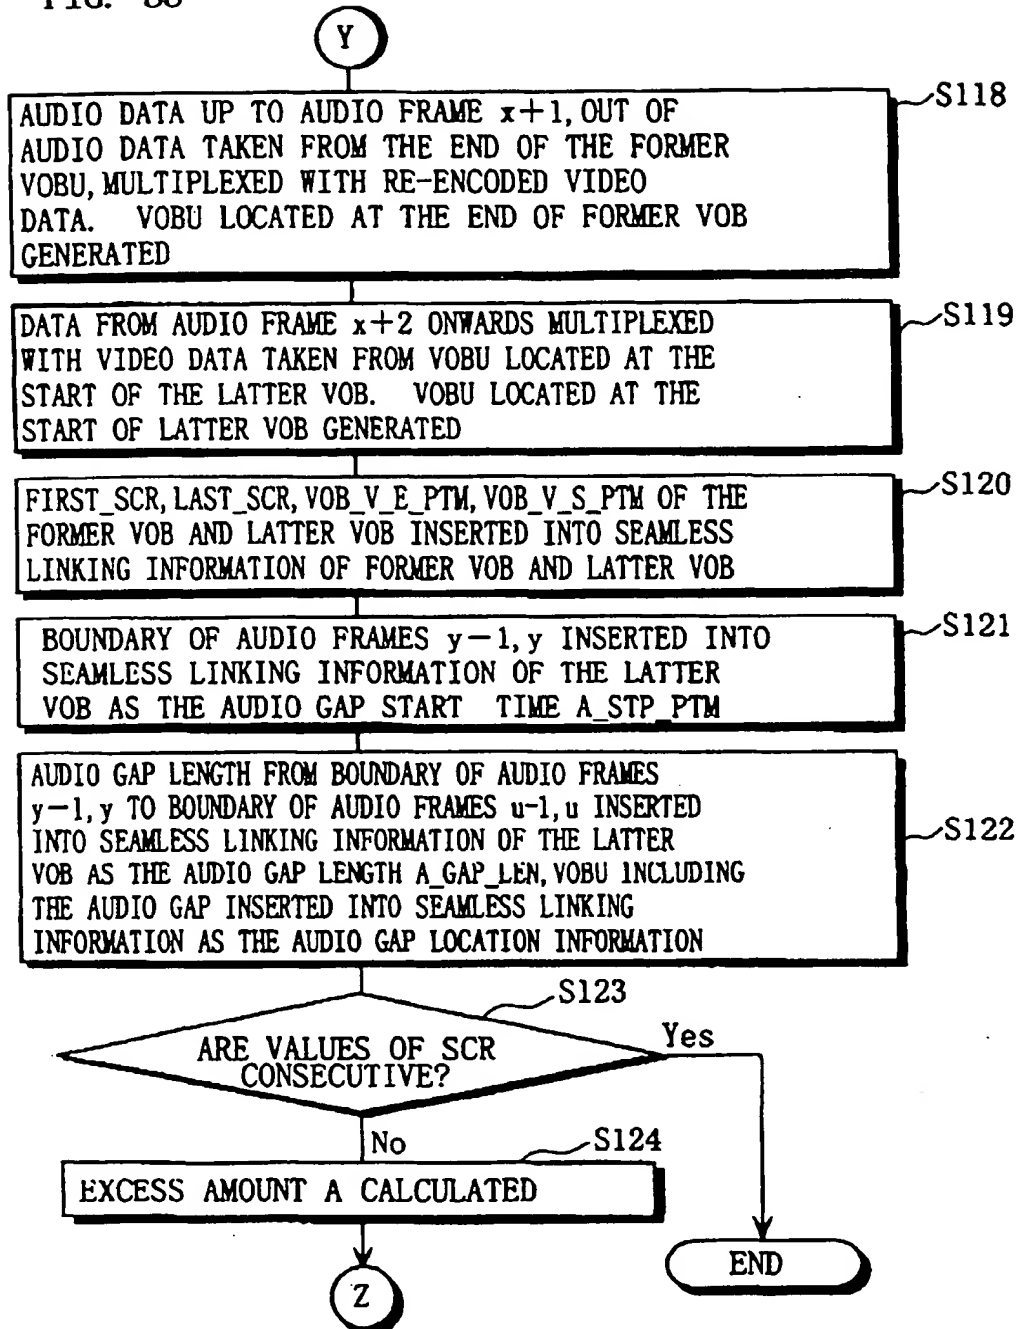 Y
S118
AUDIO DATA UP TO AUDIO FRAME x+1, OUT OF
AUDIO DATA TAKEN FROM THE END OF THE FORMER
VOBU, MULTIPLEXED WITH RE-ENCODED VIDEO
DATA. VOBU LOCATED AT THE END OF FORMER VOB
GENERATED
S119
DATA FROM AUDIO FRAME x+2 ONWARDS MULTIPLEXED
WITH VIDEO DATA TAKEN FROM VOBU LOCATED AT THE
START OF THE LATTER VOB. VOBU LOCATED AT THE
START OF LATTER VOB GENERATED
S120
FIRST_SCR, LAST_SCR, VOB_V_E_PTM, VOB_V_S_PTM OF THE
FORMER VOB AND LATTER VOB INSERTED INTO SEAMLESS
LINKING INFORMATION OF FORMER VOB AND LATTER VOB
S121
BOUNDARY OF AUDIO FRAMES y-1, y INSERTED INTO
SEAMLESS LINKING INFORMATION OF THE LATTER
VOB AS THE AUDIO GAP START TIME A_STP_PTM
S122
AUDIO GAP LENGTH FROM BOUNDARY OF AUDIO FRAMES
y-1, y TO BOUNDARY OF AUDIO FRAMES u-1, u INSERTED
INTO SEAMLESS LINKING INFORMATION OF THE LATTER
VOB AS THE AUDIO GAP LENGTH A_GAP_LEN, VOBU INCLUDING
THE AUDIO GAP INSERTED INTO SEAMLESS LINKING
INFORMATION AS THE AUDIO GAP LOCATION INFORMATION
S123
ARE VALUES OF SCR
CONSECUTIVE?
Yes
No
S124
EXCESS AMOUNT A CALCULATED
END
Z